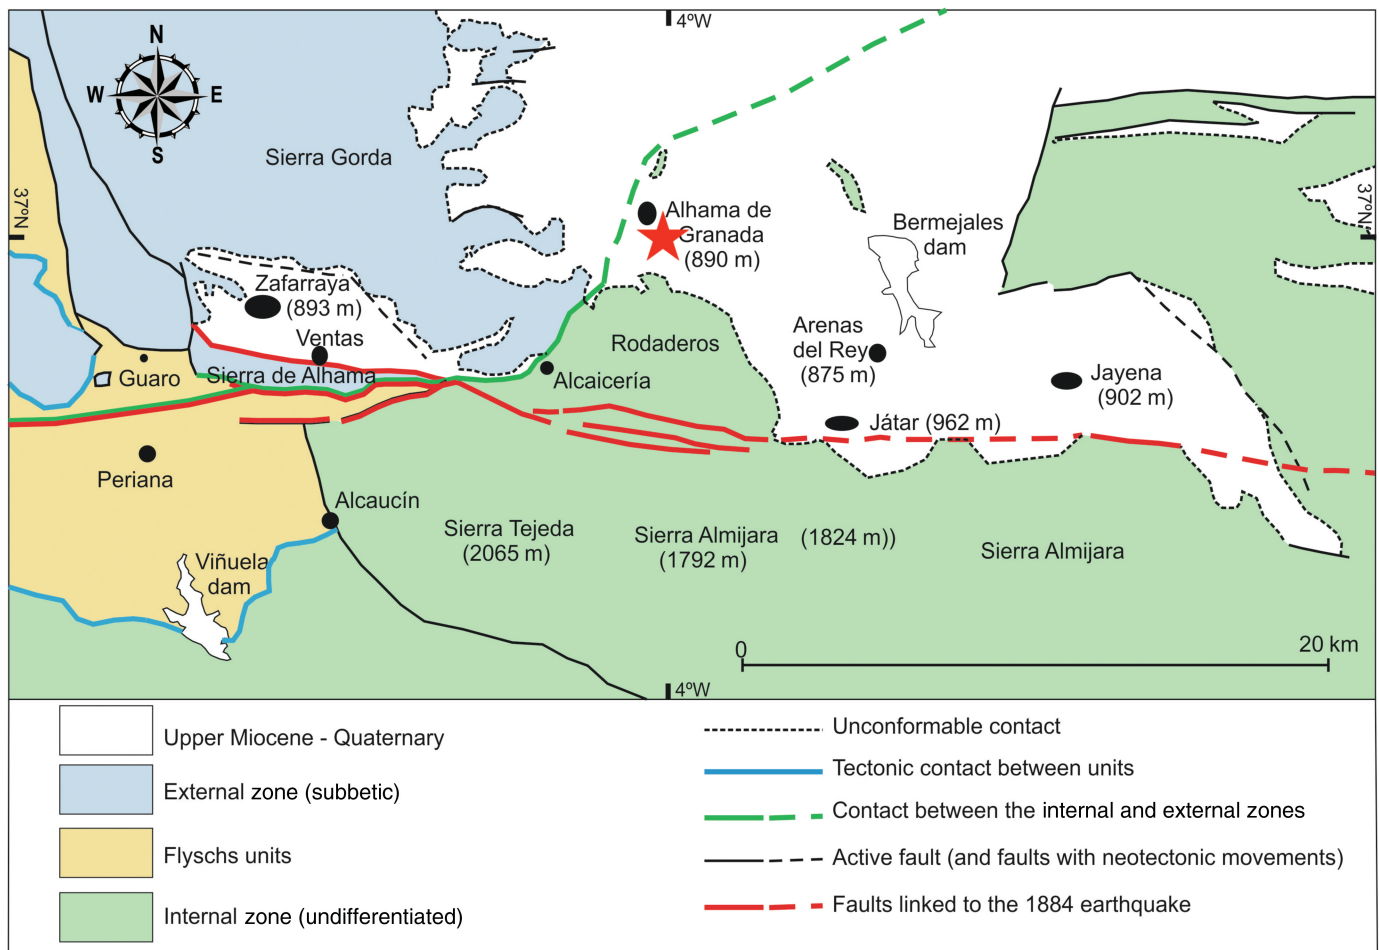 4ºW
N
W
E
S
Sierra Gorda
37ºN
37ºN
Alhama de
Granada
(890 m)
Bermejales
dam
Zafarraya
(893 m)
Ventas
Arenas
del Rey
(875 m)
Rodaderos
Guaro
Sierra de Alhama
Alcaicería
Jayena
(902 m)
Játar (962 m)
Periana
Alcaucín
Sierra Tejeda
(2065 m)
Sierra Almijara
(1792 m)
(1824 m))
Sierra Almijara
Viñuela
dam
0
20 km
4ºW
Upper Miocene - Quaternary
External zone (subbetic)
Flyschs units
Internal zone (undifferentiated)
Unconformable contact
Tectonic contact between units
Contact between the internal and external zones
Active fault (and faults with neotectonic movements)
Faults linked to the 1884 earthquake